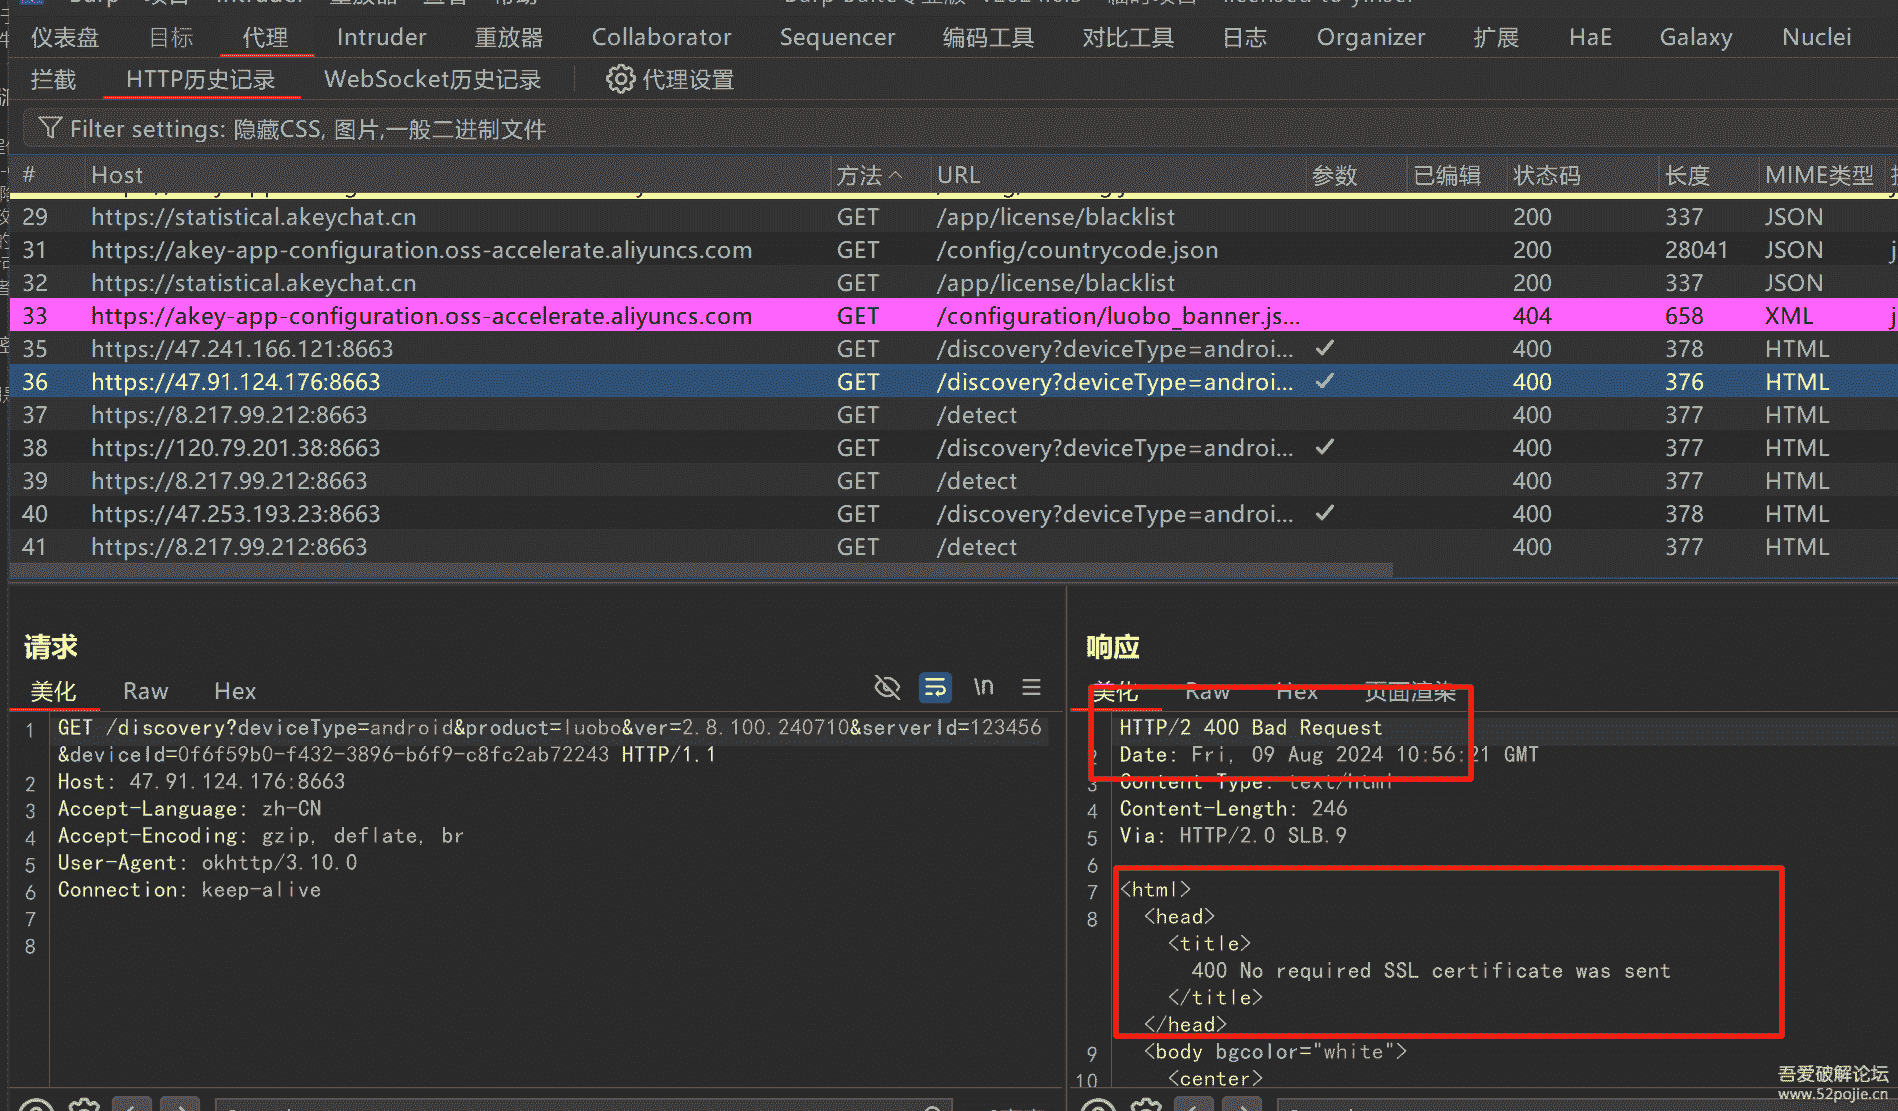 仪表盘 目标 代理 Intruder 重放器 Collaborator Sequencer 编码工具 对比工具 日志 Organizer 扩展 HaE Galaxy Nuclei
拦截 HTTP历史记录 WebSocket历史记录 代理设置
Filter settings: 隐藏CSS, 图片,一般二进制文件
# Host 方法 URL 参数 已编辑 状态码 长度 MIME类型
29 https://statistical.akeychat.cn GET /app/license/blacklist 200 337 JSON
31 https://akey-app-configuration.oss-accelerate.aliyuncs.com GET /config/countrycode.json 200 28041 JSON j
32 https://statistical.akeychat.cn GET /app/license/blacklist 200 337 JSON
33 https://akey-app-configuration.oss-accelerate.aliyuncs.com GET /configuration/luobo_banner.js... 404 658 XML j
35 https://47.241.166.121:8663 GET /discovery?deviceType=androi... ✓ 400 378 HTML
36 https://47.91.124.176:8663 GET /discovery?deviceType=androi... ✓ 400 376 HTML
37 https://8.217.99.212:8663 GET /detect 400 377 HTML
38 https://120.79.201.38:8663 GET /discovery?deviceType=androi... ✓ 400 377 HTML
39 https://8.217.99.212:8663 GET /detect 400 377 HTML
40 https://47.253.193.23:8663 GET /discovery?deviceType=androi... ✓ 400 378 HTML
41 https://8.217.99.212:8663 GET /detect 400 377 HTML
请求
美化 Raw Hex \n
1 GET /discovery?deviceType=android&product=luobo&ver=2.8.100.240710&serverId=123456
&deviceId=0f6f59b0-f432-3896-b6f9-c8fc2ab72243 HTTP/1.1
2 Host: 47.91.124.176:8663
3 Accept-Language: zh-CN
4 Accept-Encoding: gzip, deflate, br
5 User-Agent: okhttp/3.10.0
6 Connection: keep-alive
7
8
响应
美化 Raw Hex 页面渲染
HTTP/2 400 Bad Request
2 Date: Fri, 09 Aug 2024 10:56:21 GMT
3 Content-Type: text/html
4 Content-Length: 246
5 Via: HTTP/2.0 SLB.9
6
7 <html>
8 <head>
<title>
400 No required SSL certificate was sent
</title>
</head>
9 <body bgcolor="white">
10 <center>
吾爱破解论坛
www.52pojie.cn